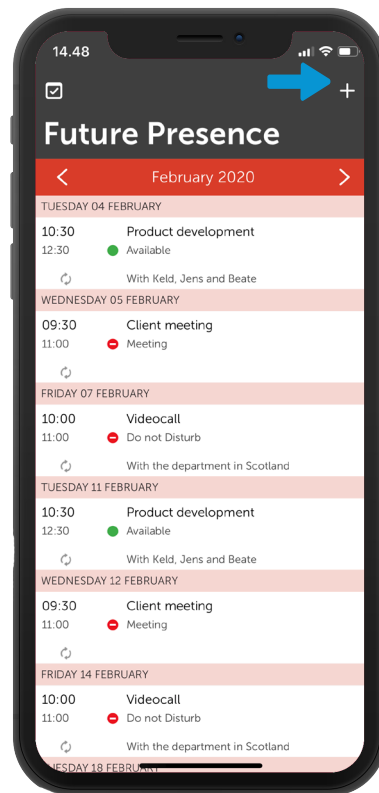 14.48
Future Presence
February 2020
TUESDAY 04 FEBRUARY
10:30 Product development
12:30 Available
With Keld, Jens and Beate
WEDNESDAY 05 FEBRUARY
09:30 Client meeting
11:00 Meeting
FRIDAY 07 FEBRUARY
10:00 Videocall
11:00 Do not Disturb
With the department in Scotland
TUESDAY 11 FEBRUARY
10:30 Product development
12:30 Available
With Keld, Jens and Beate
WEDNESDAY 12 FEBRUARY
09:30 Client meeting
11:00 Meeting
FRIDAY 14 FEBRUARY
10:00 Videocall
11:00 Do not Disturb
With the department in Scotland
TUESDAY 18 FEBRUARY